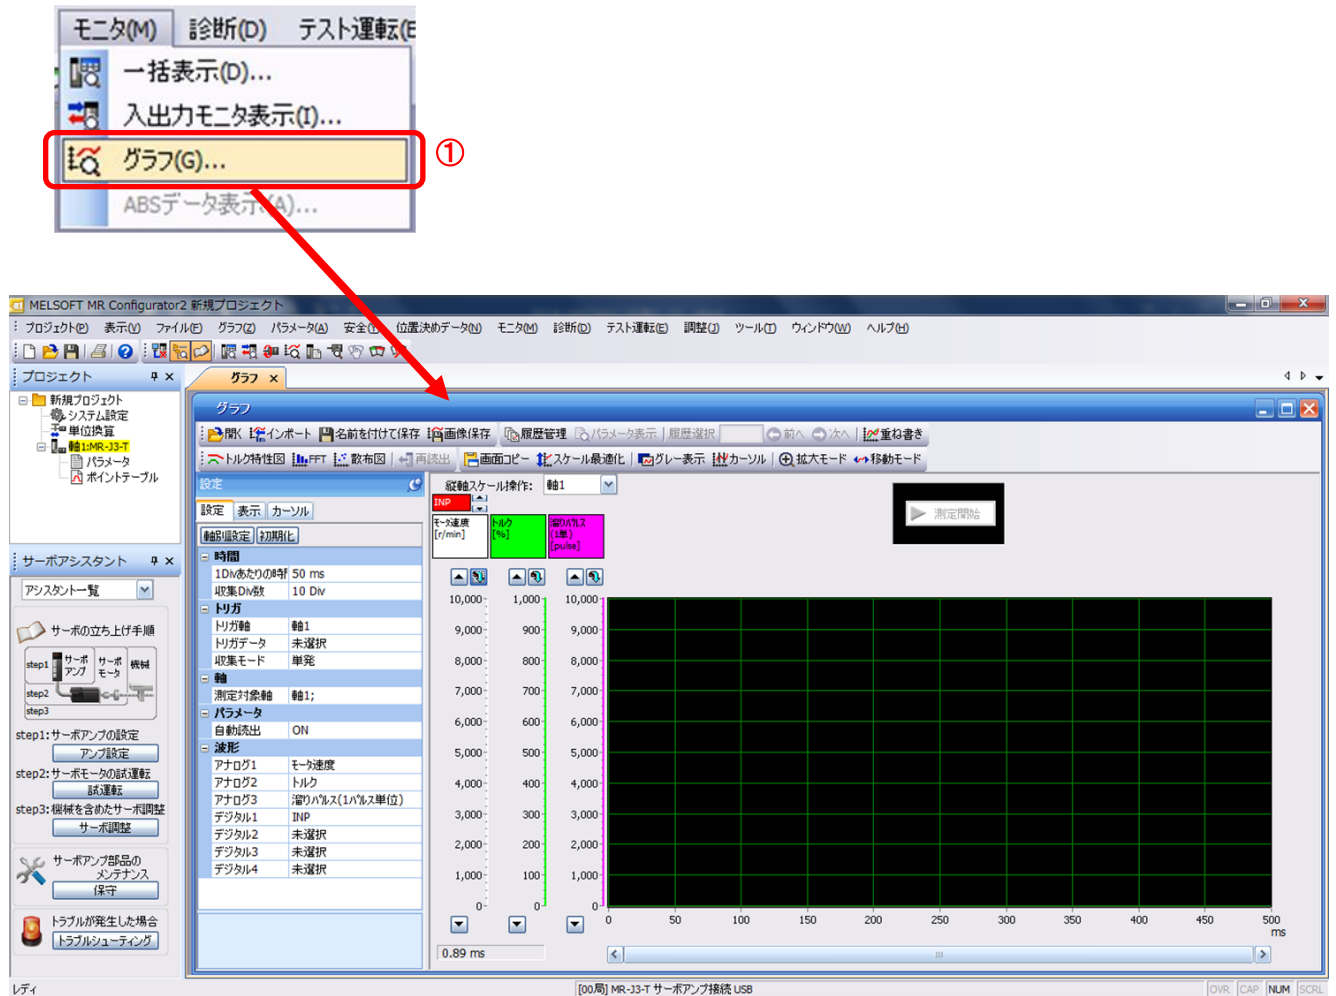 モニタ(M) 診断(D) テスト運転(E
一括表示(D)...
入出力モニタ表示(I)...
グラフ(G)...
①
ABSデータ表示(A)...
MELSOFT MR Configurator2 新規プロジェクト
プロジェクト(P) 表示(V) ファイル(F) グラフ(Z) パラメータ(A) 安全(Y) 位置決めデータ(N) モニタ(M) 診断(D) テスト運転(E) 調整(J) ツール(T) ウィンドウ(W) ヘルプ(H)
プロジェクト
グラフ
新規プロジェクト
システム設定
単位換算
軸1:MR-J3-T
パラメータ
ポイントテーブル
グラフ
開く インポート 名前を付けて保存 画像保存 履歴管理 パラメータ表示 履歴選択 前へ 次へ 重ね書き
トルク特性図 FFT 散布図 再読出 画面コピー スケール最適化 グレー表示 カーソル 拡大モード 移動モード
設定
設定 表示 カーソル
軸別設定 初期化
時間
1Divあたりの時 50 ms
収集Div数 10 Div
トリガ
トリガ軸 軸1
トリガデータ 未選択
収集モード 単発
軸
測定対象軸 軸1;
パラメータ
自動読出 ON
波形
アナログ1 モータ速度
アナログ2 トルク
アナログ3 溜りパルス(1パルス単位)
デジタル1 INP
デジタル2 未選択
デジタル3 未選択
デジタル4 未選択
縦軸スケール操作: 軸1
INP
モータ速度
[r/min]
トルク
[%]
溜りパルス
(1単)
[pulse]
測定開始
10,000 1,000 10,000
9,000 900 9,000
8,000 800 8,000
7,000 700 7,000
6,000 600 6,000
5,000 500 5,000
4,000 400 4,000
3,000 300 3,000
2,000 200 2,000
1,000 100 1,000
0 0 0
0 50 100 150 200 250 300 350 400 450 500
ms
0.89 ms
サーボアシスタント
アシスタント一覧
サーボの立ち上げ手順
step1 サーボアンプ サーボモータ 機械
step2
step3
step1:サーボアンプの設定
アンプ設定
step2:サーボモータの試運転
試運転
step3:機械を含めたサーボ調整
サーボ調整
サーボアンプ部品の
メンテナンス
保守
トラブルが発生した場合
トラブルシューティング
レディ [00局] MR-J3-T サーボアンプ接続 USB OVR CAP NUM SCRL